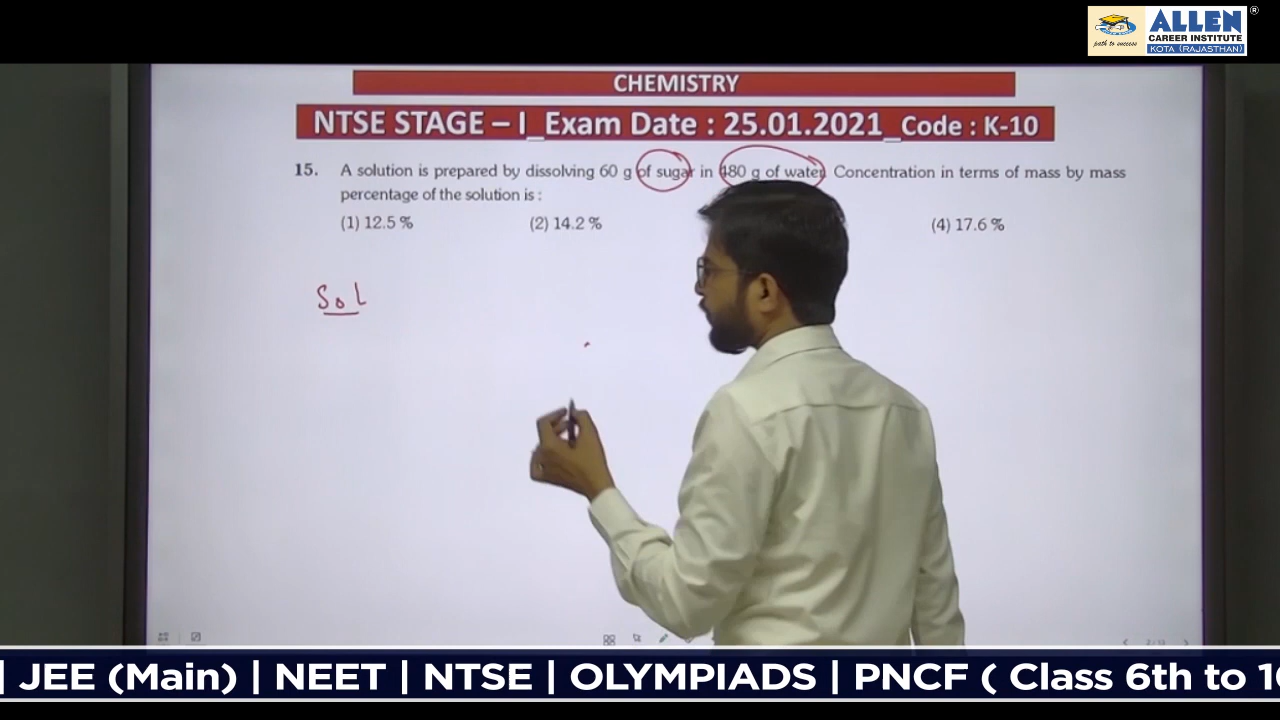 ALLEN
CAREER INSTITUTE
KOTA (RAJASTHAN)
path to success
®
CHEMISTRY
NTSE STAGE – I_Exam Date : 25.01.2021_Code : K-10
15. A solution is prepared by dissolving 60 g of sugar in 480 g of water. Concentration in terms of mass by mass
percentage of the solution is :
(1) 12.5 % (2) 14.2 % (4) 17.6 %
Sol
| JEE (Main) | NEET | NTSE | OLYMPIADS | PNCF ( Class 6th to 10